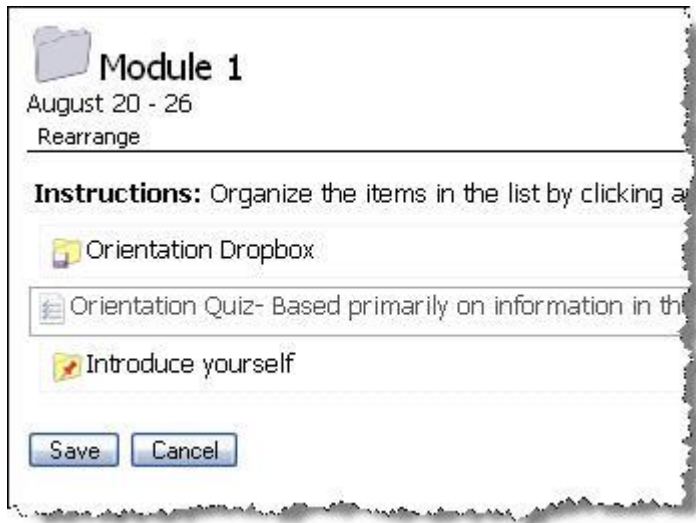 Module 1
August 20 - 26
Rearrange
Instructions: Organize the items in the list by clicking
Orientation Dropbox
Orientation Quiz- Based primarily on information in
Introduce yourself
Save Cancel